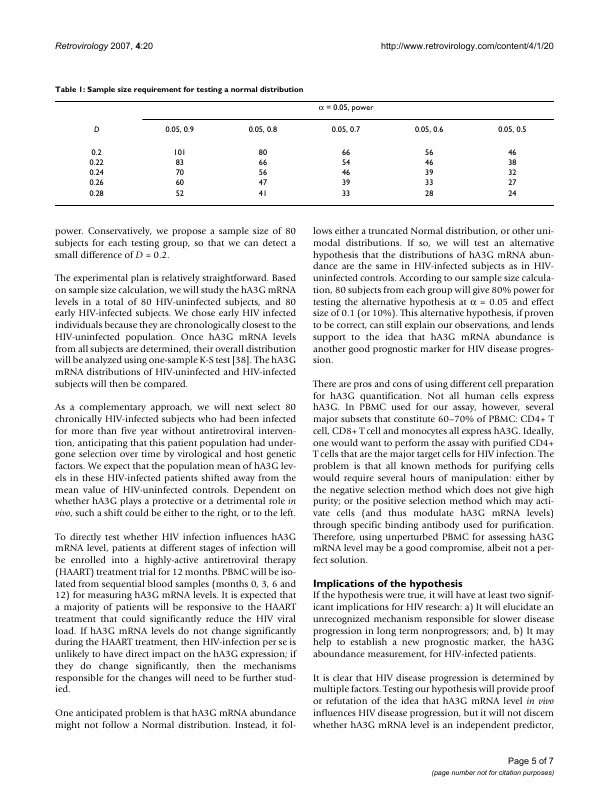 Retrovirology 2007, 4:20
http://www.retrovirology.com/content/4/1/20
Table 1: Sample size requirement for testing a normal distribution
α = 0.05, power
D 0.05, 0.9 0.05, 0.8 0.05, 0.7 0.05, 0.6 0.05, 0.5
0.2 101 80 66 56 46
0.22 83 66 54 46 38
0.24 70 56 46 39 32
0.26 60 47 39 33 27
0.28 52 41 33 28 24
power. Conservatively, we propose a sample size of 80
subjects for each testing group, so that we can detect a
small difference of D = 0.2.
The experimental plan is relatively straightforward. Based
on sample size calculation, we will study the hA3G mRNA
levels in a total of 80 HIV-uninfected subjects, and 80
early HIV-infected subjects. We chose early HIV infected
individuals because they are chronologically closest to the
HIV-uninfected population. Once hA3G mRNA levels
from all subjects are determined, their overall distribution
will be analyzed using one-sample K-S test [38]. The hA3G
mRNA distributions of HIV-uninfected and HIV-infected
subjects will then be compared.
As a complementary approach, we will next select 80
chronically HIV-infected subjects who had been infected
for more than five year without antiretroviral interven-
tion, anticipating that this patient population had under-
gone selection over time by virological and host genetic
factors. We expect that the population mean of hA3G lev-
els in these HIV-infected patients shifted away from the
mean value of HIV-uninfected controls. Dependent on
whether hA3G plays a protective or a detrimental role in
vivo, such a shift could be either to the right, or to the left.
To directly test whether HIV infection influences hA3G
mRNA level, patients at different stages of infection will
be enrolled into a highly-active antiretroviral therapy
(HAART) treatment trial for 12 months. PBMC will be iso-
lated from sequential blood samples (months 0, 3, 6 and
12) for measuring hA3G mRNA levels. It is expected that
a majority of patients will be responsive to the HAART
treatment that could significantly reduce the HIV viral
load. If hA3G mRNA levels do not change significantly
during the HAART treatment, then HIV-infection per se is
unlikely to have direct impact on the hA3G expression; if
they do change significantly, then the mechanisms
responsible for the changes will need to be further stud-
ied.
One anticipated problem is that hA3G mRNA abundance
might not follow a Normal distribution. Instead, it fol-
lows either a truncated Normal distribution, or other uni-
modal distributions. If so, we will test an alternative
hypothesis that the distributions of hA3G mRNA abun-
dance are the same in HIV-infected subjects as in HIV-
uninfected controls. According to our sample size calcula-
tion, 80 subjects from each group will give 80% power for
testing the alternative hypothesis at α = 0.05 and effect
size of 0.1 (or 10%). This alternative hypothesis, if proven
to be correct, can still explain our observations, and lends
support to the idea that hA3G mRNA abundance is
another good prognostic marker for HIV disease progres-
sion.
There are pros and cons of using different cell preparation
for hA3G quantification. Not all human cells express
hA3G. In PBMC used for our assay, however, several
major subsets that constitute 60–70% of PBMC: CD4+ T
cell, CD8+ T cell and monocytes all express hA3G. Ideally,
one would want to perform the assay with purified CD4+
T cells that are the major target cells for HIV infection. The
problem is that all known methods for purifying cells
would require several hours of manipulation: either by
the negative selection method which does not give high
purity; or the positive selection method which may acti-
vate cells (and thus modulate hA3G mRNA levels)
through specific binding antibody used for purification.
Therefore, using unperturbed PBMC for assessing hA3G
mRNA level may be a good compromise, albeit not a per-
fect solution.
Implications of the hypothesis
If the hypothesis were true, it will have at least two signif-
icant implications for HIV research: a) It will elucidate an
unrecognized mechanism responsible for slower disease
progression in long term nonprogressors; and, b) It may
help to establish a new prognostic marker, the hA3G
aboundance measurement, for HIV-infected patients.
It is clear that HIV disease progression is determined by
multiple factors. Testing our hypothesis will provide proof
or refutation of the idea that hA3G mRNA level in vivo
influences HIV disease progression, but it will not discern
whether hA3G mRNA level is an independent predictor,
Page 5 of 7
(page number not for citation purposes)